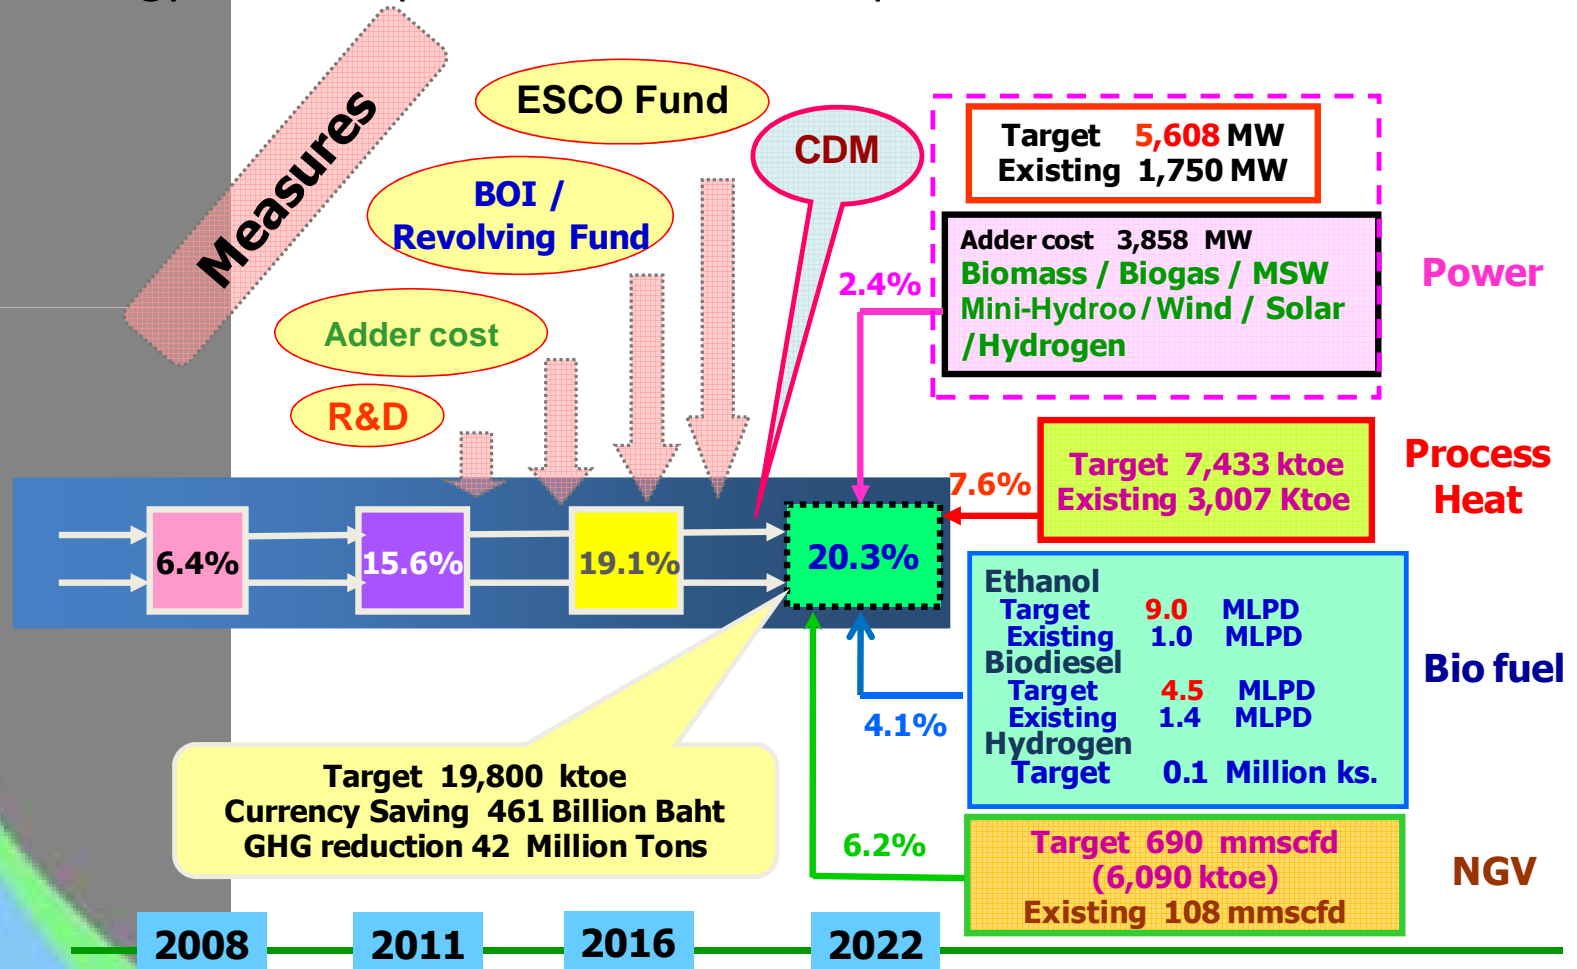 Measures
ESCO Fund
CDM
BOI /
Revolving Fund
Adder cost
R&D
Target 5,608 MW
Existing 1,750 MW
Adder cost 3,858 MW
Biomass / Biogas / MSW
Mini-Hydroo / Wind / Solar
/Hydrogen
2.4%
Power
7.6%
Target 7,433 ktoe
Existing 3,007 Ktoe
Process
Heat
6.4%
15.6%
19.1%
20.3%
Ethanol
Target 9.0 MLPD
Existing 1.0 MLPD
Biodiesel
Target 4.5 MLPD
Existing 1.4 MLPD
Hydrogen
Target 0.1 Million ks.
4.1%
Bio fuel
Target 19,800 ktoe
Currency Saving 461 Billion Baht
GHG reduction 42 Million Tons
6.2%
Target 690 mmscfd
(6,090 ktoe)
Existing 108 mmscfd
NGV
2008
2011
2016
2022